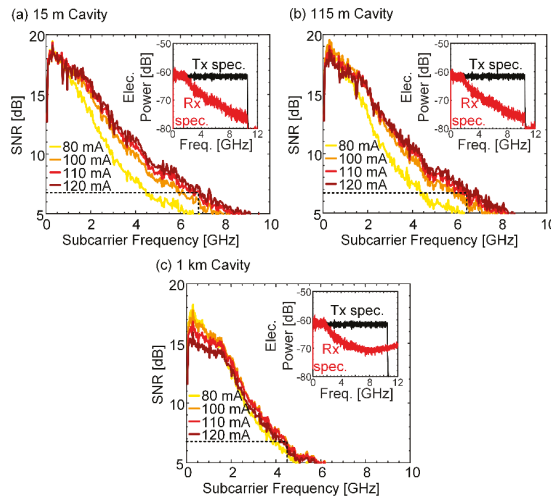 (a) 15 m Cavity
(b) 115 m Cavity
20
15
10
5
SNR [dB]
0 2 4 6 8 10
Subcarrier Frequency [GHz]
80 mA
100 mA
110 mA
120 mA
Elec.
Power [dB]
-50
-60
-70
-80
Tx spec.
Rx
spec.
4 8 12
Freq. [GHz]
20
15
10
5
SNR [dB]
0 2 4 6 8 10
Subcarrier Frequency [GHz]
80 mA
100 mA
110 mA
120 mA
Elec.
Power [dB]
-50
-60
-70
-80
Tx spec.
Rx
spec.
4 8 12
Freq. [GHz]
(c) 1 km Cavity
20
15
10
5
SNR [dB]
0 2 4 6 8 10
Subcarrier Frequency [GHz]
80 mA
100 mA
110 mA
120 mA
Elec.
Power [dB]
-50
-60
-70
-80
Tx spec.
Rx
spec.
0 4 8 12
Freq. [GHz]